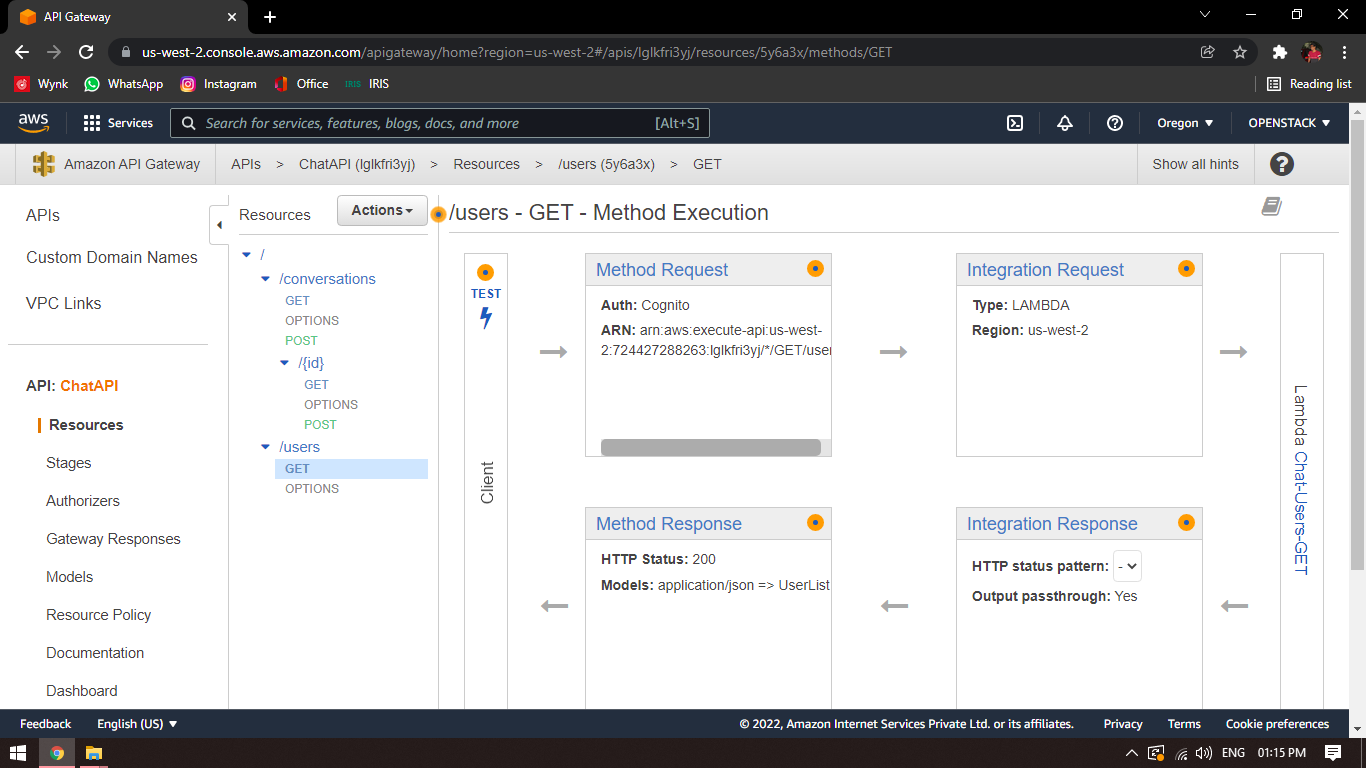 API Gateway
us-west-2.console.aws.amazon.com/apigateway/home?region=us-west-2#/apis/lglkfri3yj/resources/5y6a3x/methods/GET
Wynk WhatsApp Instagram Office IRIS IRIS Reading list
aws Services Search for services, features, blogs, docs, and more [Alt+S] Oregon OPENSTACK
Amazon API Gateway APIs > ChatAPI (lglkfri3yj) > Resources > /users (5y6a3x) > GET Show all hints ?
APIs
Custom Domain Names
VPC Links
API: ChatAPI
Resources
Stages
Authorizers
Gateway Responses
Models
Resource Policy
Documentation
Dashboard
Resources Actions
/
/conversations
GET
OPTIONS
POST
/{id}
GET
OPTIONS
POST
/users
GET
OPTIONS
/users - GET - Method Execution
TEST
Client
Method Request
Auth: Cognito
ARN: arn:aws:execute-api:us-west-
2:724427288263:lglkfri3yj/*/GET/user
Integration Request
Type: LAMBDA
Region: us-west-2
Lambda Chat-Users-GET
Method Response
HTTP Status: 200
Models: application/json => UserList
Integration Response
HTTP status pattern: -
Output passthrough: Yes
Feedback English (US) © 2022, Amazon Internet Services Private Ltd. or its affiliates. Privacy Terms Cookie preferences
ENG 01:15 PM